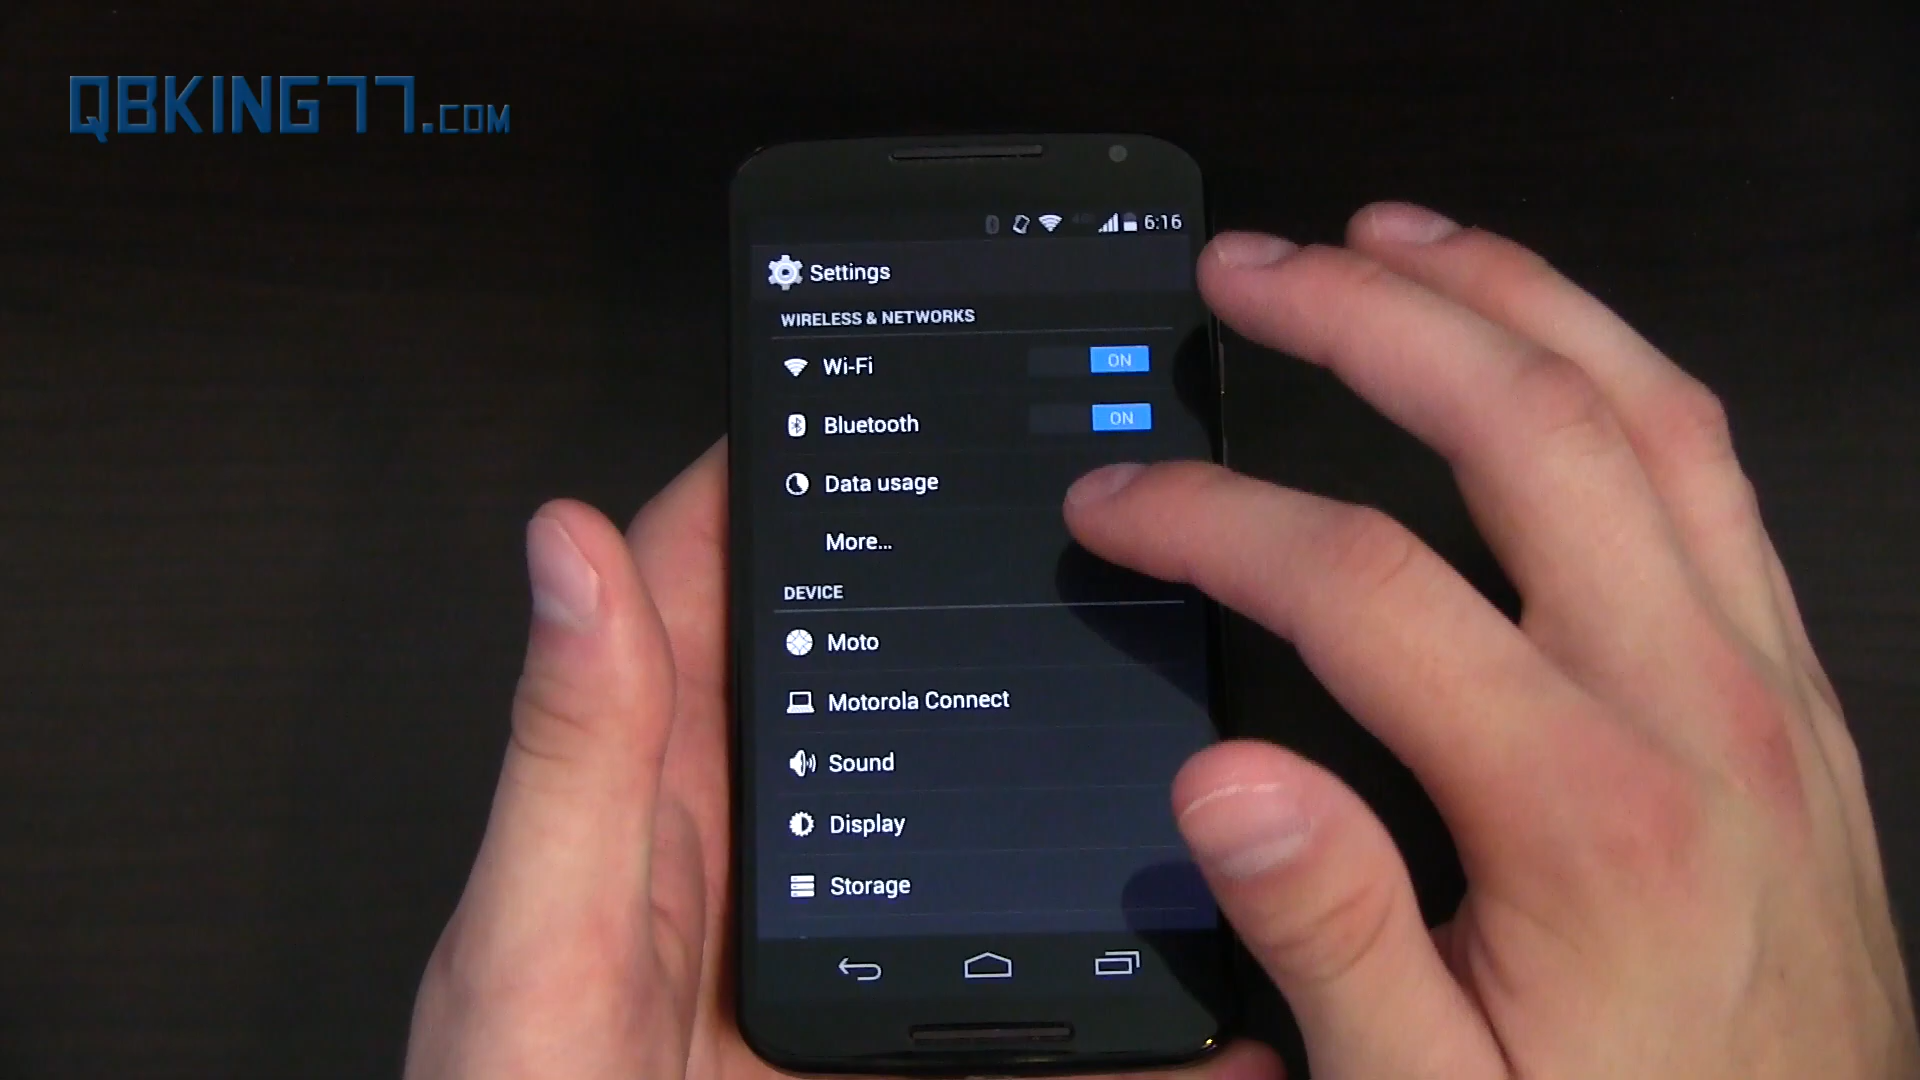 QBKING77.COM
6:16
Settings
WIRELESS & NETWORKS
Wi-Fi ON
Bluetooth ON
Data usage
More...
DEVICE
Moto
Motorola Connect
Sound
Display
Storage